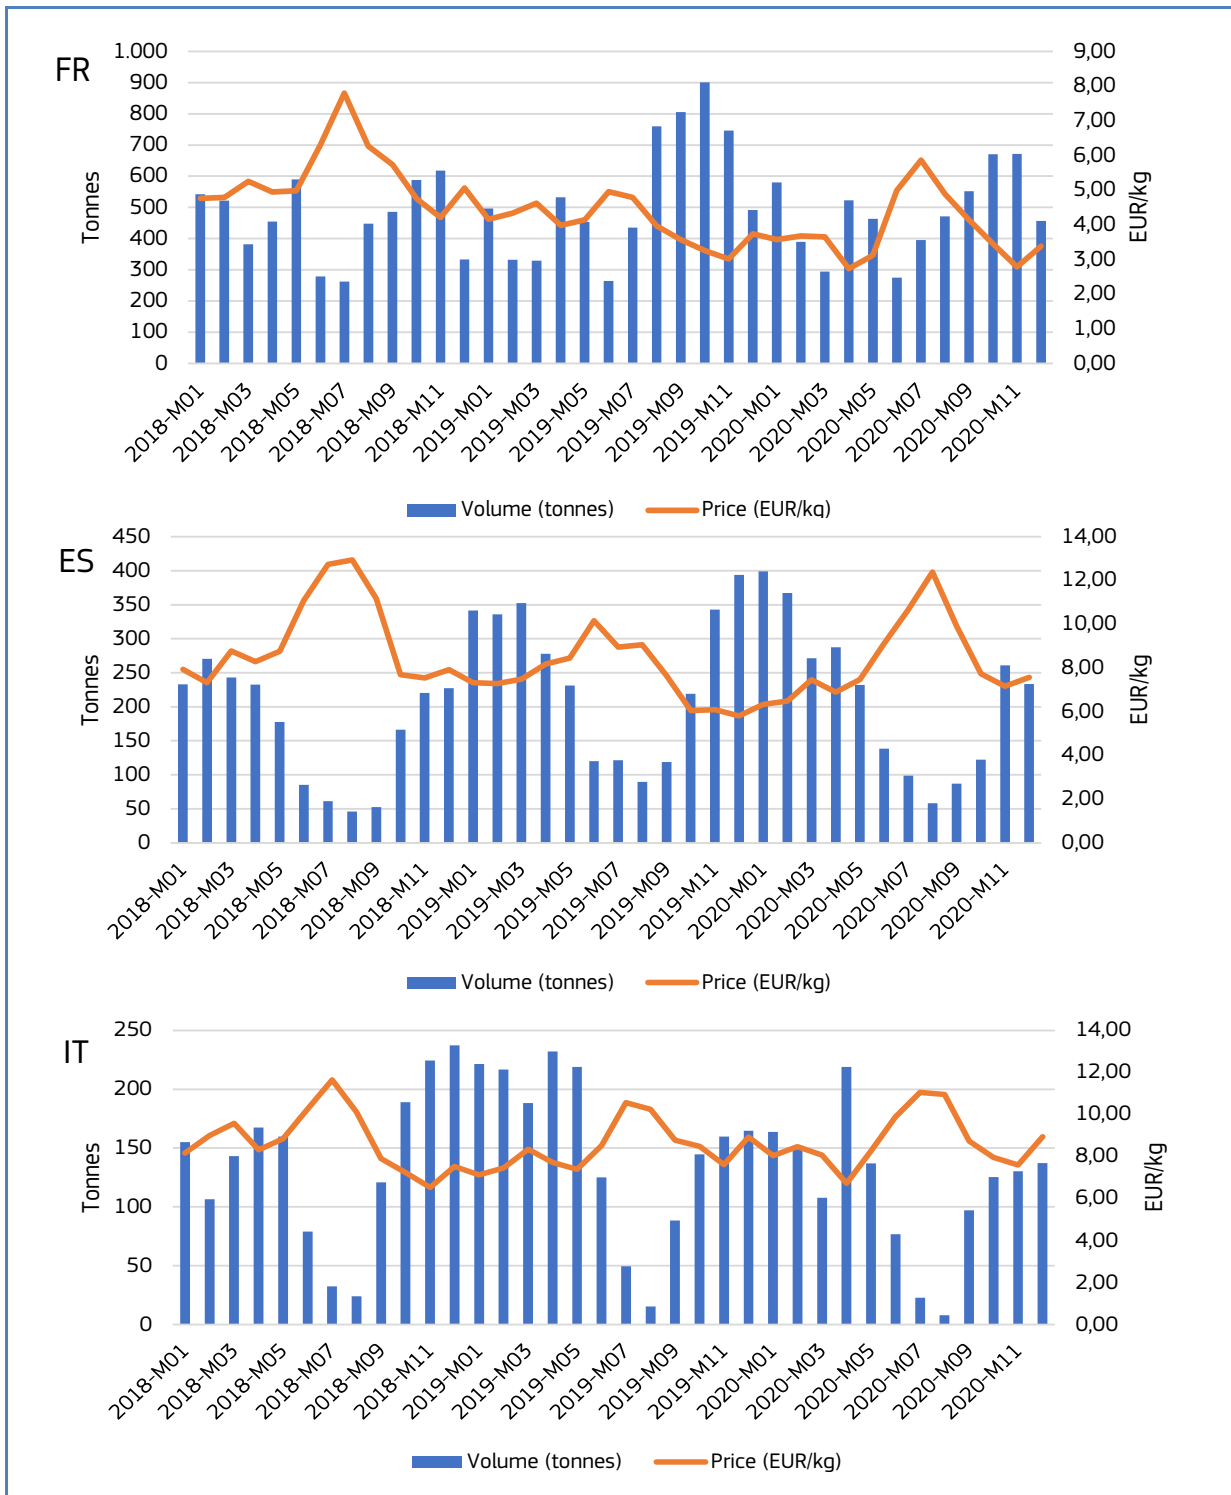 FR
1.000
900
800
700
600
500
400
300
200
100
0
Tonnes
9,00
8,00
7,00
6,00
5,00
4,00
3,00
2,00
1,00
0,00
EUR/kg
2018-M01
2018-M03
2018-M05
2018-M07
2018-M09
2018-M11
2019-M01
2019-M03
2019-M05
2019-M07
2019-M09
2019-M11
2020-M01
2020-M03
2020-M05
2020-M07
2020-M09
2020-M11
Volume (tonnes) Price (EUR/kg)
ES
450
400
350
300
250
200
150
100
50
0
Tonnes
14,00
12,00
10,00
8,00
6,00
4,00
2,00
0,00
EUR/kg
2018-M01
2018-M03
2018-M05
2018-M07
2018-M09
2018-M11
2019-M01
2019-M03
2019-M05
2019-M07
2019-M09
2019-M11
2020-M01
2020-M03
2020-M05
2020-M07
2020-M09
2020-M11
Volume (tonnes) Price (EUR/kg)
IT
250
200
150
100
50
0
Tonnes
14,00
12,00
10,00
8,00
6,00
4,00
2,00
0,00
EUR/kg
2018-M01
2018-M03
2018-M05
2018-M07
2018-M09
2018-M11
2019-M01
2019-M03
2019-M05
2019-M07
2019-M09
2019-M11
2020-M01
2020-M03
2020-M05
2020-M07
2020-M09
2020-M11
Volume (tonnes) Price (EUR/kg)